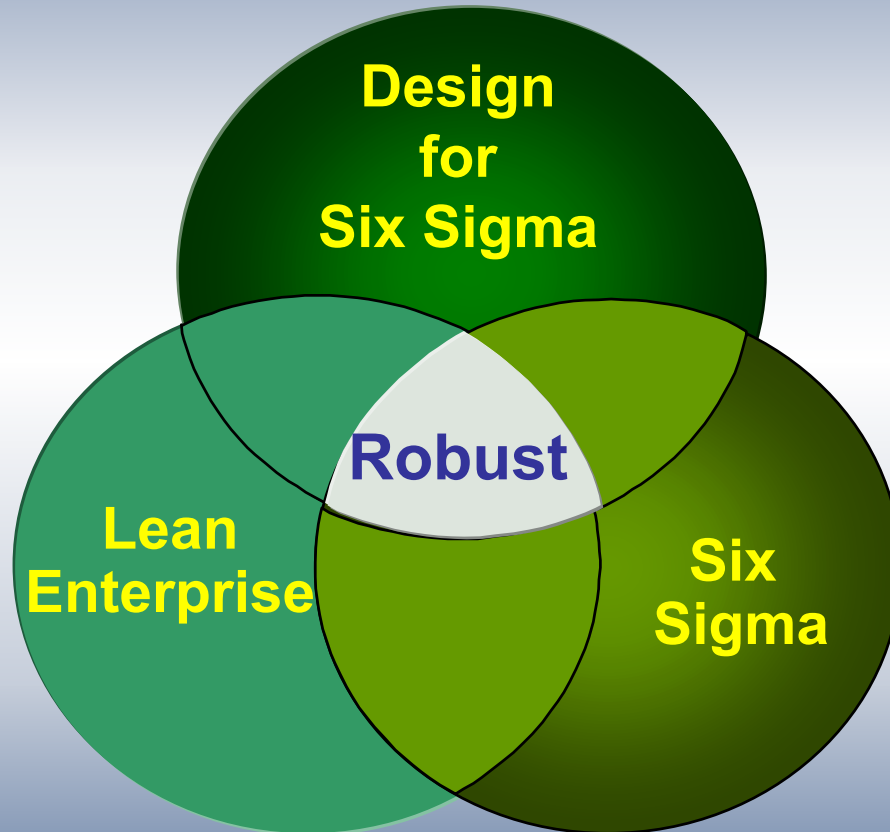 Design
for
Six Sigma
Robust
Lean
Enterprise
Six
Sigma